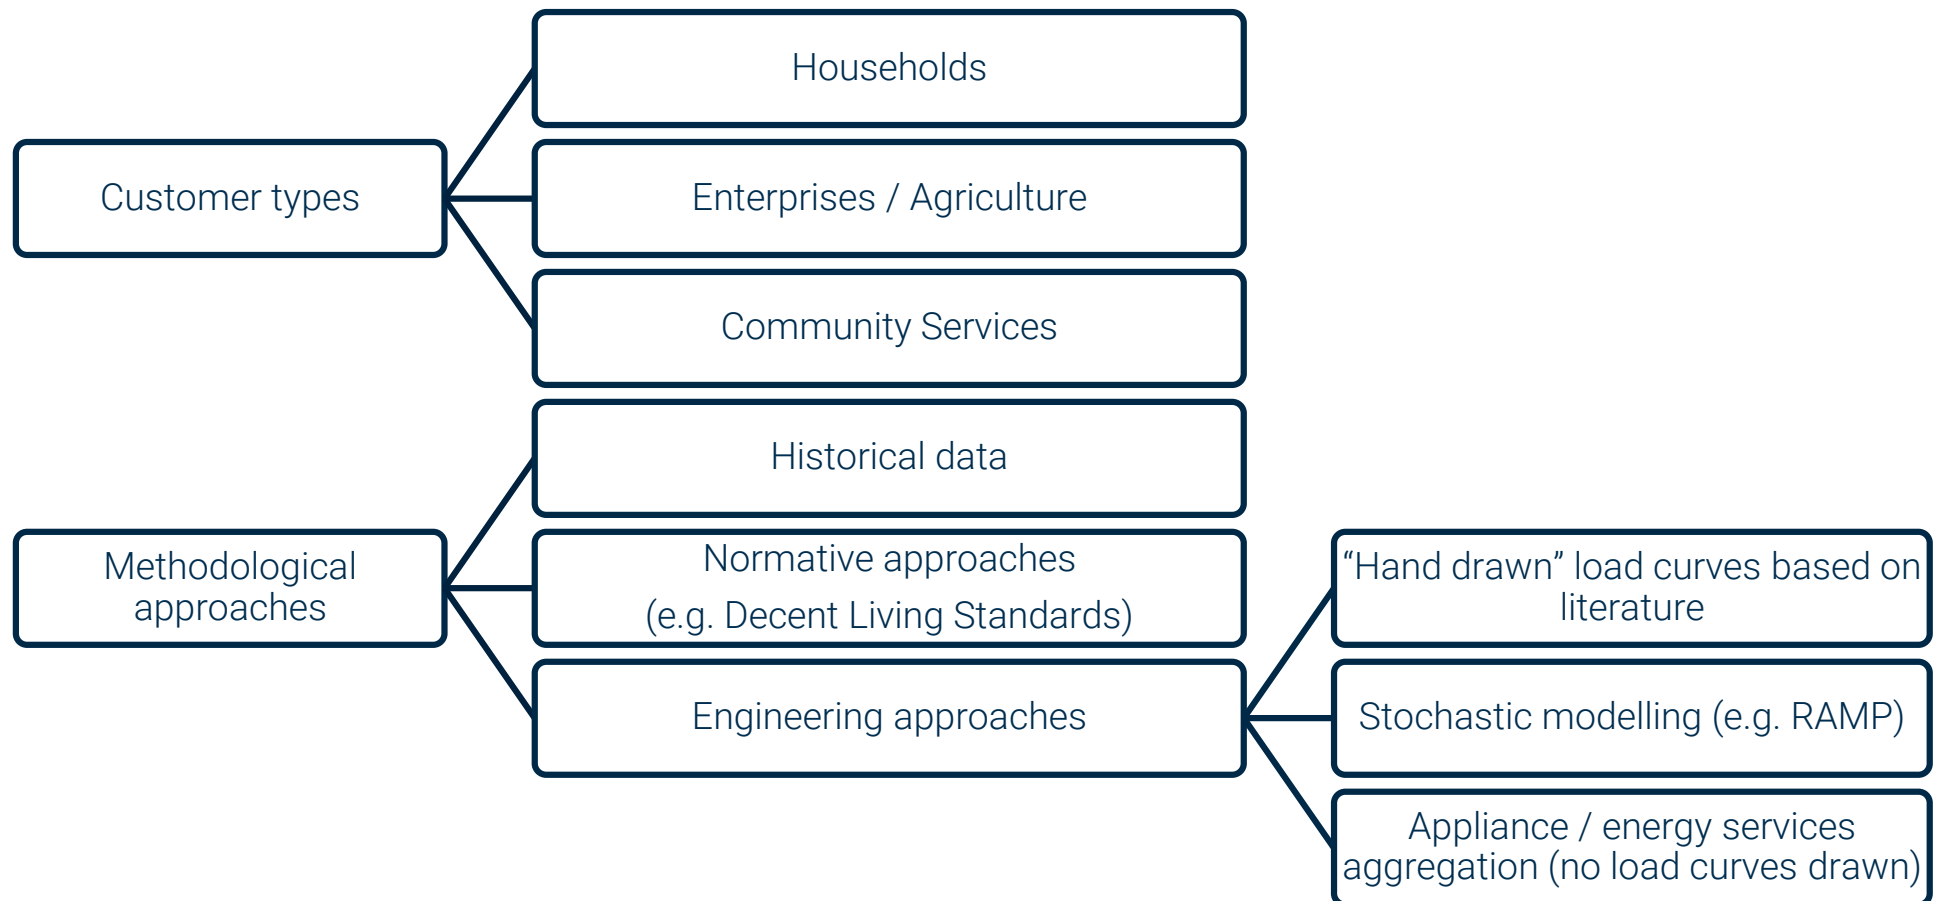 Households
Customer types
Enterprises / Agriculture
Community Services
Historical data
Methodological
approaches
Normative approaches
(e.g. Decent Living Standards)
Engineering approaches
“Hand drawn” load curves based on
literature
Stochastic modelling (e.g. RAMP)
Appliance / energy services
aggregation (no load curves drawn)